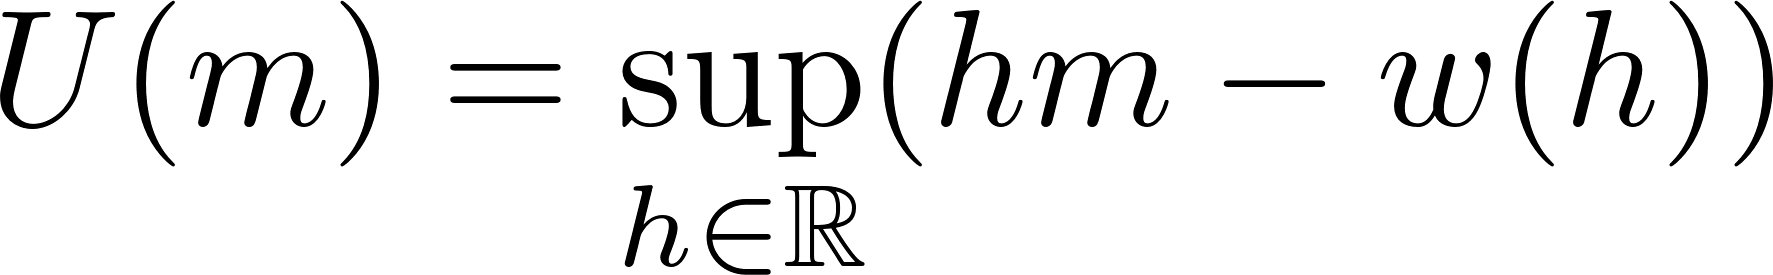 U(m) = sup(hm − w(h))
h∈ℝ